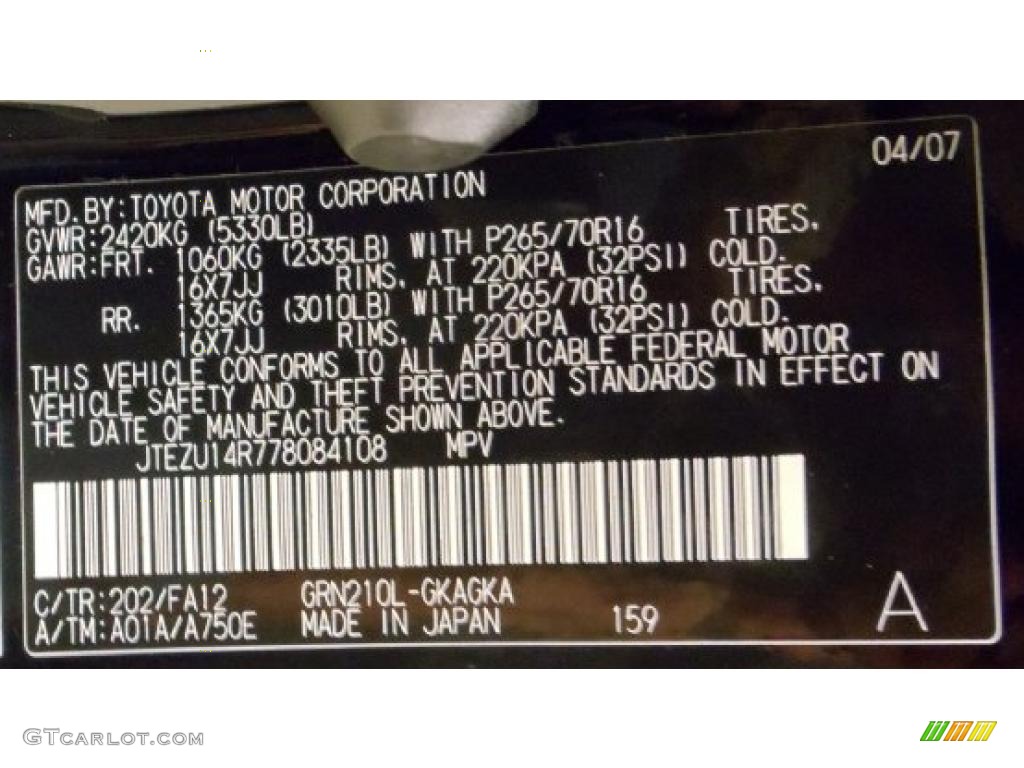 04/07
MFD.BY:TOYOTA MOTOR CORPORATION
GVWR:2420KG (5330LB)
GAWR:FRT. 1060KG (2335LB) WITH P265/70R16 TIRES,
16X7JJ RIMS, AT 220KPA (32PSI) COLD.
RR. 1365KG (3010LB) WITH P265/70R16 TIRES,
16X7JJ RIMS, AT 220KPA (32PSI) COLD.
THIS VEHICLE CONFORMS TO ALL APPLICABLE FEDERAL MOTOR
VEHICLE SAFETY AND THEFT PREVENTION STANDARDS IN EFFECT ON
THE DATE OF MANUFACTURE SHOWN ABOVE.
JTEZU14R778084108 MPV
C/TR:202/FA12 GRN210L-GKAGKA
A/TM:A01A/A750E MADE IN JAPAN 159 A
GTCARLOT.COM